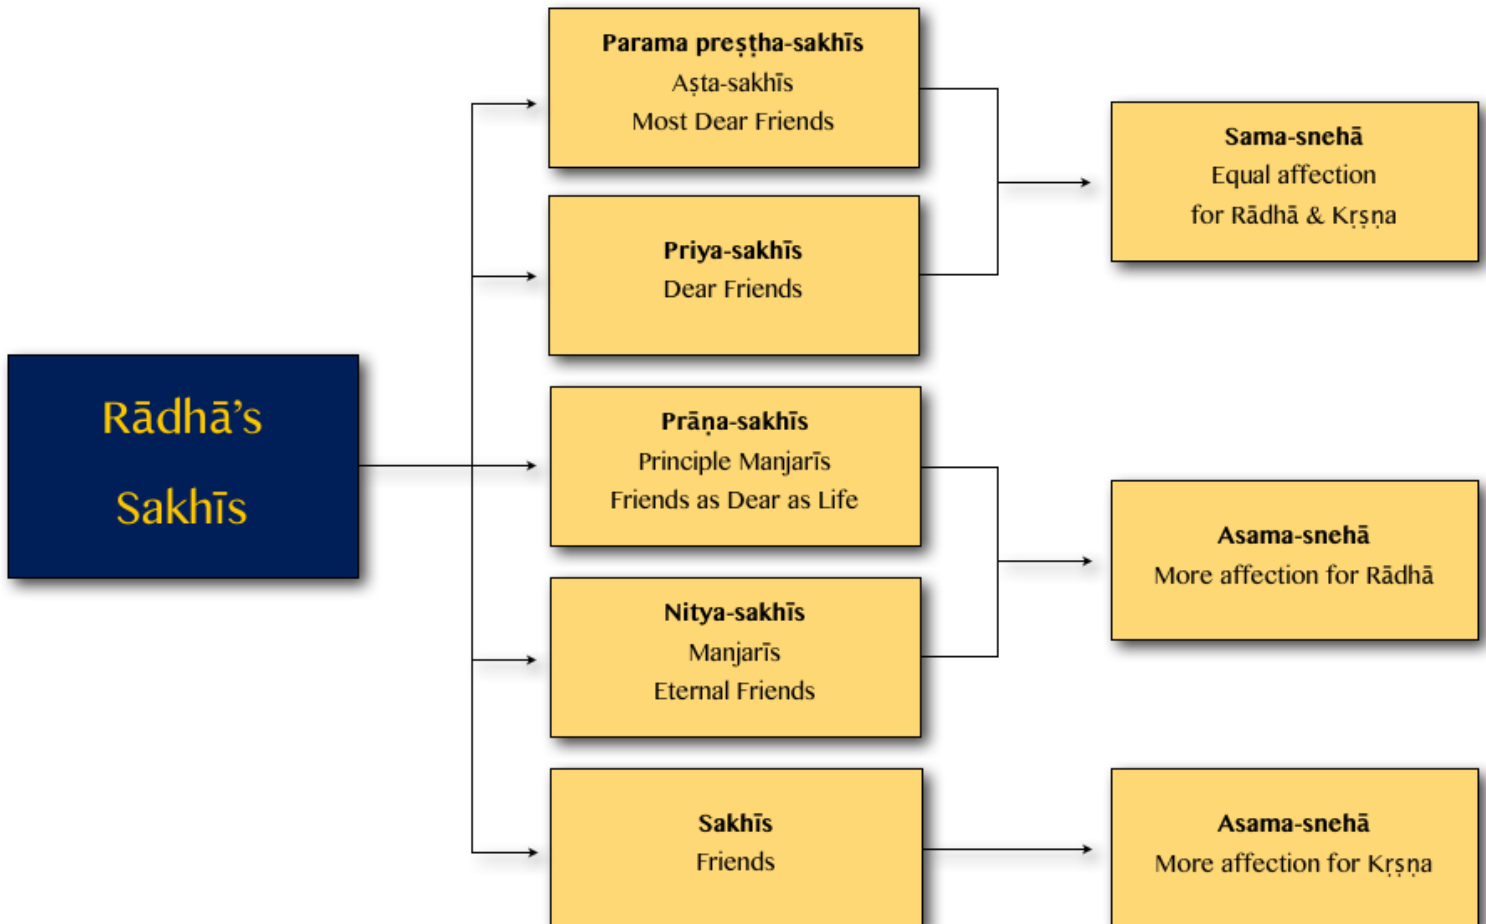 Rādhā’s
Sakhīs
Parama preṣṭha-sakhīs
Aṣta-sakhīs
Most Dear Friends
Priya-sakhīs
Dear Friends
Prāṇa-sakhīs
Principle Manjarīs
Friends as Dear as Life
Nitya-sakhīs
Manjarīs
Eternal Friends
Sakhīs
Friends
Sama-snehā
Equal affection
for Rādhā & Kṛṣṇa
Asama-snehā
More affection for Rādhā
Asama-snehā
More affection for Kṛṣṇa